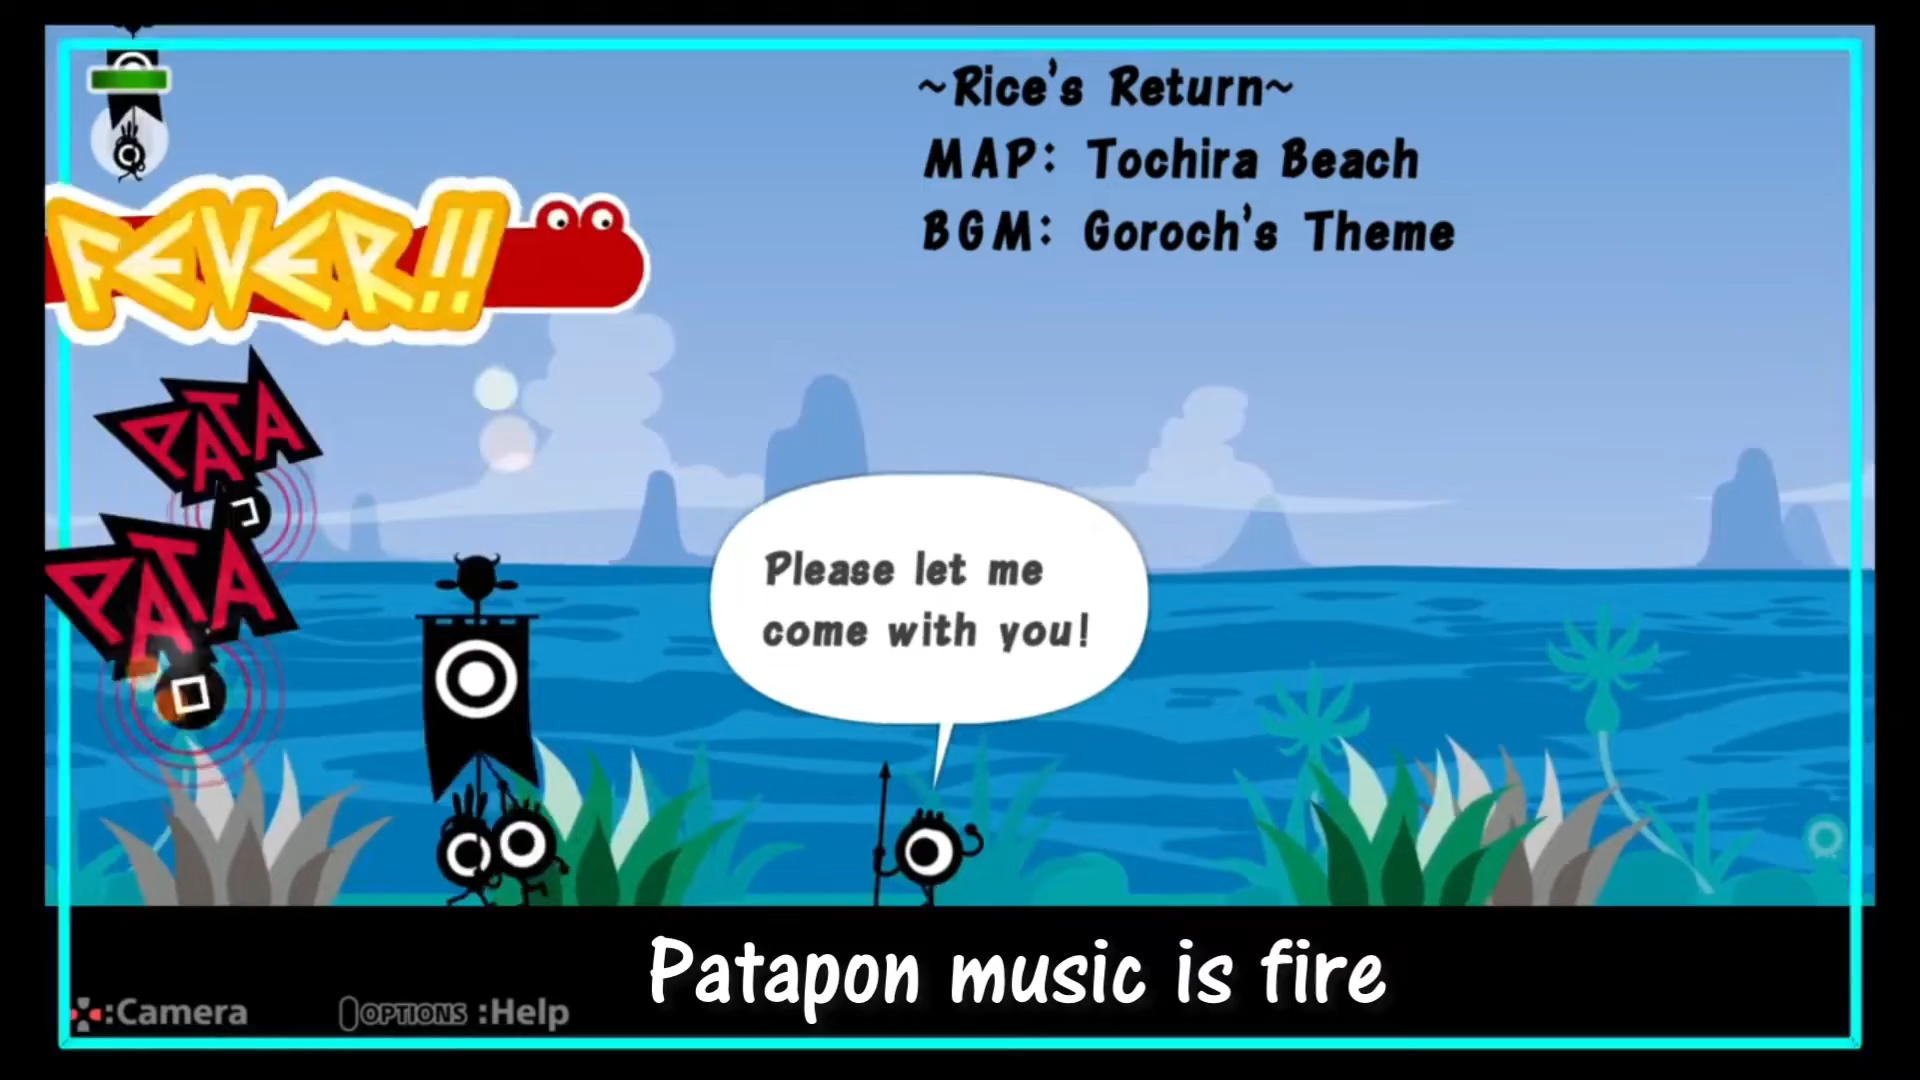 ~Rice's Return~
MAP: Tochira Beach
BGM: Goroch's Theme
FEVER!!
PATA
PATA
Please let me
come with you!
Patapon music is fire
:Camera
OPTIONS :Help